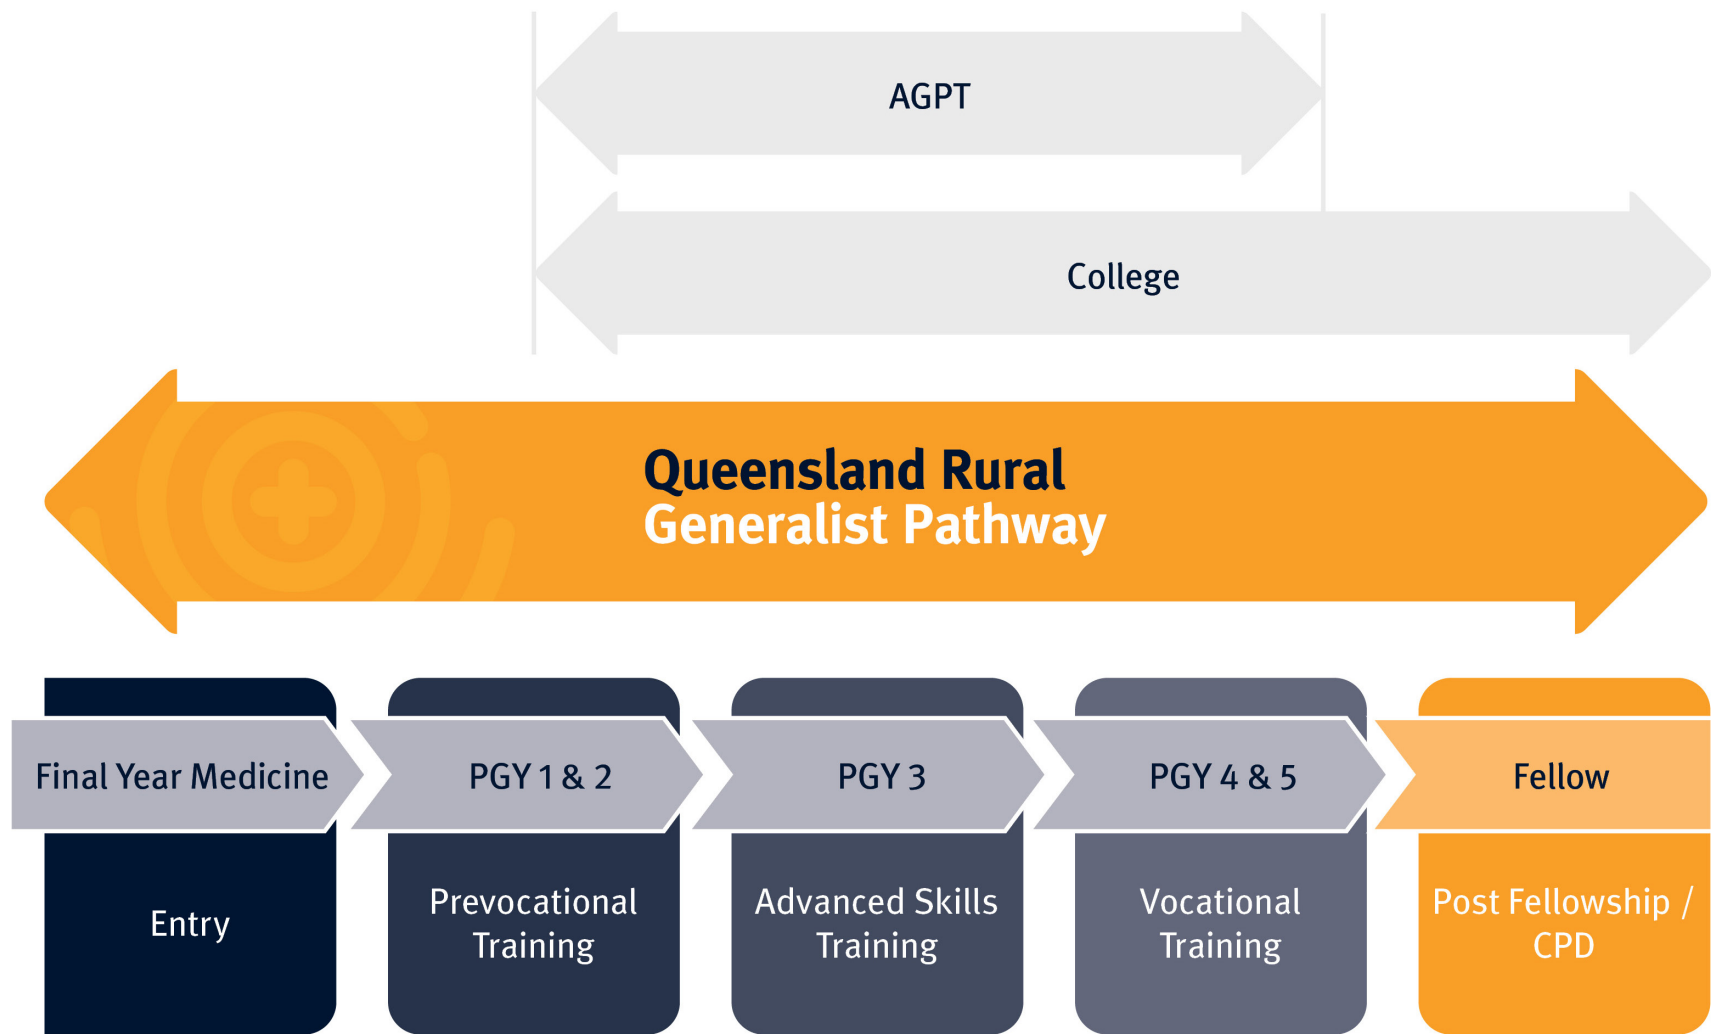 AGPT
College
Queensland Rural
Generalist Pathway
Final Year Medicine
PGY 1 & 2
PGY 3
PGY 4 & 5
Fellow
Entry
Prevocational
Training
Advanced Skills
Training
Vocational
Training
Post Fellowship /
CPD